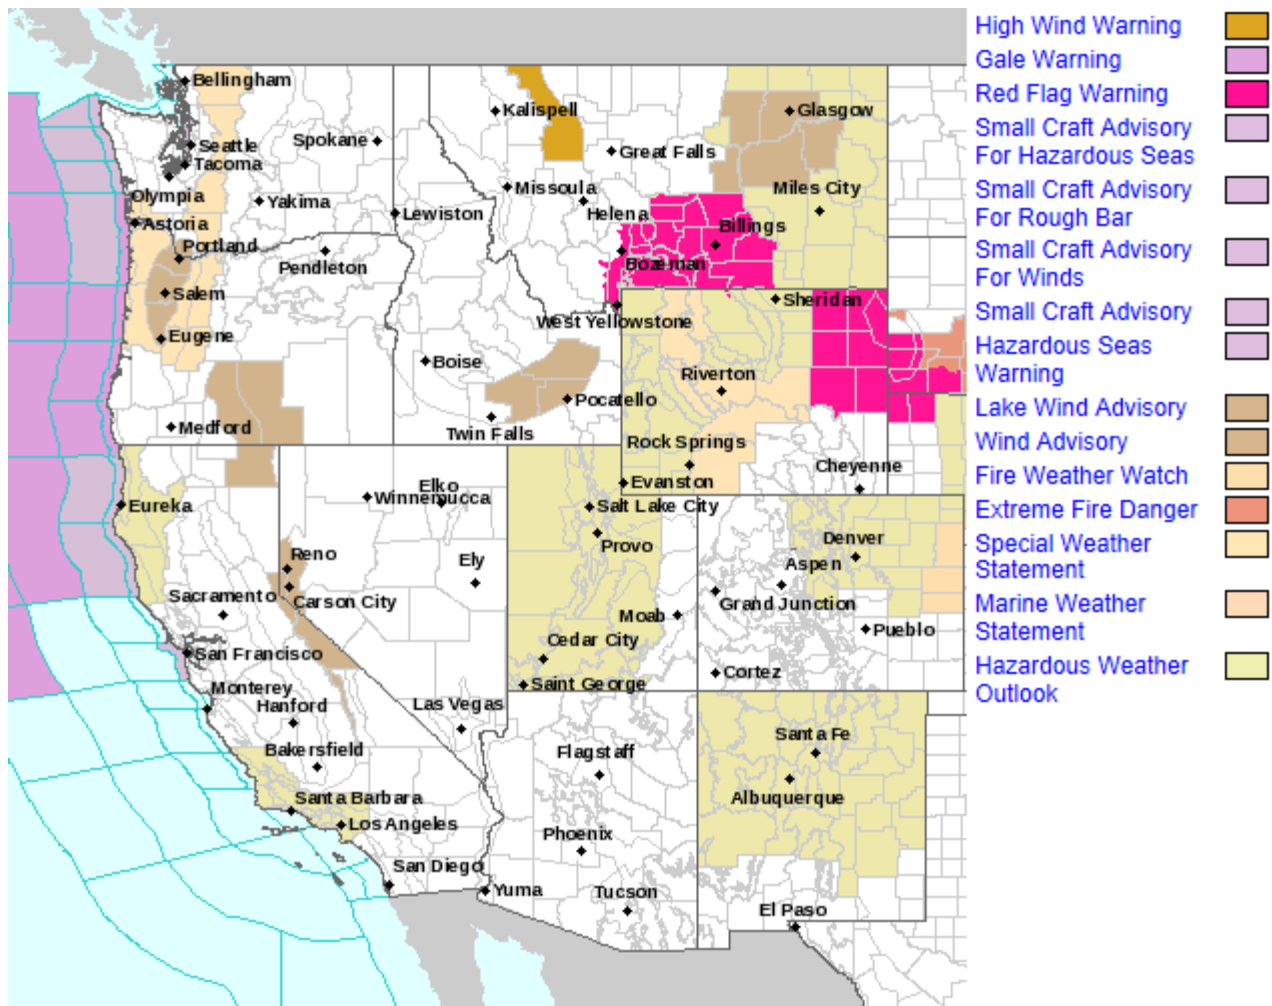 Bellingham
Seattle
Tacoma
Olympia
Astoria
Portland
Salem
Eugene
Medford
Spokane
Yakima
Pendleton
Lewiston
Kalispell
Missoula
Great Falls
Helena
Glasgow
Miles City
Billings
Bozeman
West Yellowstone
Sheridan
Boise
Pocatello
Twin Falls
Riverton
Rock Springs
Evanston
Cheyenne
Eureka
Elko
Winnemucca
Reno
Ely
Sacramento
Carson City
San Francisco
Monterey
Hanford
Las Vegas
Bakersfield
Santa Barbara
Los Angeles
San Diego
Yuma
Salt Lake City
Provo
Moab
Cedar City
Saint George
Denver
Aspen
Grand Junction
Pueblo
Cortez
Flagstaff
Phoenix
Tucson
Santa Fe
Albuquerque
El Paso
High Wind Warning
Gale Warning
Red Flag Warning
Small Craft Advisory
For Hazardous Seas
Small Craft Advisory
For Rough Bar
Small Craft Advisory
For Winds
Small Craft Advisory
Hazardous Seas
Warning
Lake Wind Advisory
Wind Advisory
Fire Weather Watch
Extreme Fire Danger
Special Weather
Statement
Marine Weather
Statement
Hazardous Weather
Outlook